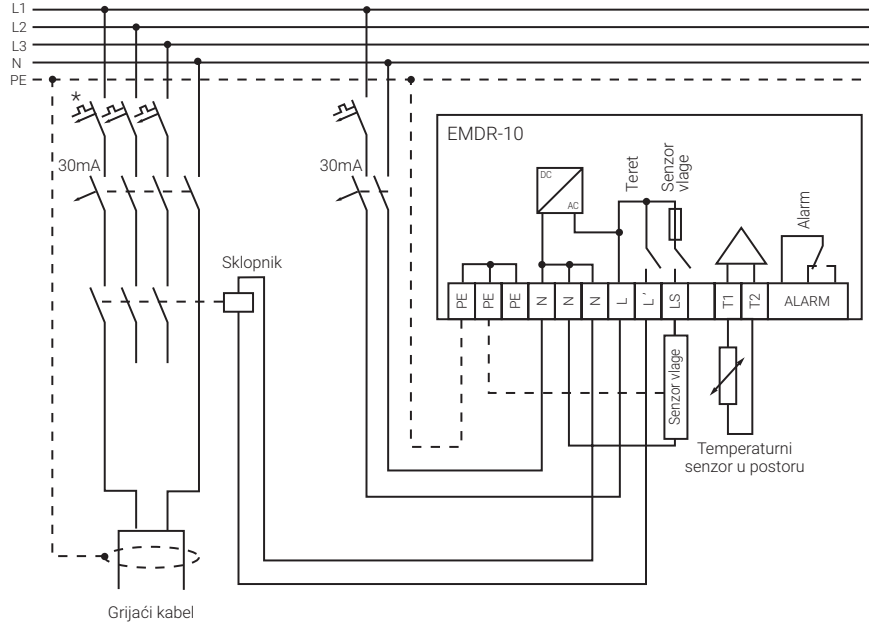 L1
L2
L3
N
PE
*
30mA
30mA
EMDR-10
DC
AC
Teret
Senzor
vlage
Alarm
Sklopnik
PE
PE
PE
N
N
N
L
L'
LS
T1
T2
ALARM
Senzor vlage
Temperaturni
senzor u postoru
Grijaći kabel